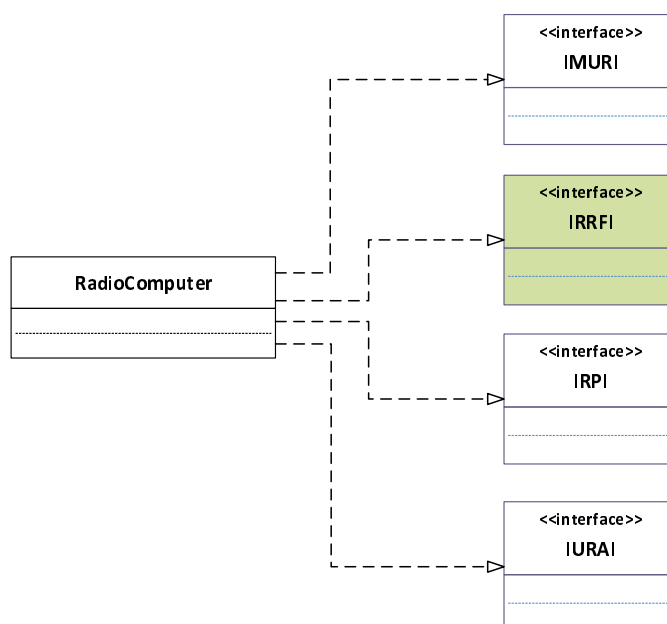 <<interface>>
IMURI
<<interface>>
IRRFI
RadioComputer
<<interface>>
IRPI
<<interface>>
IURAI